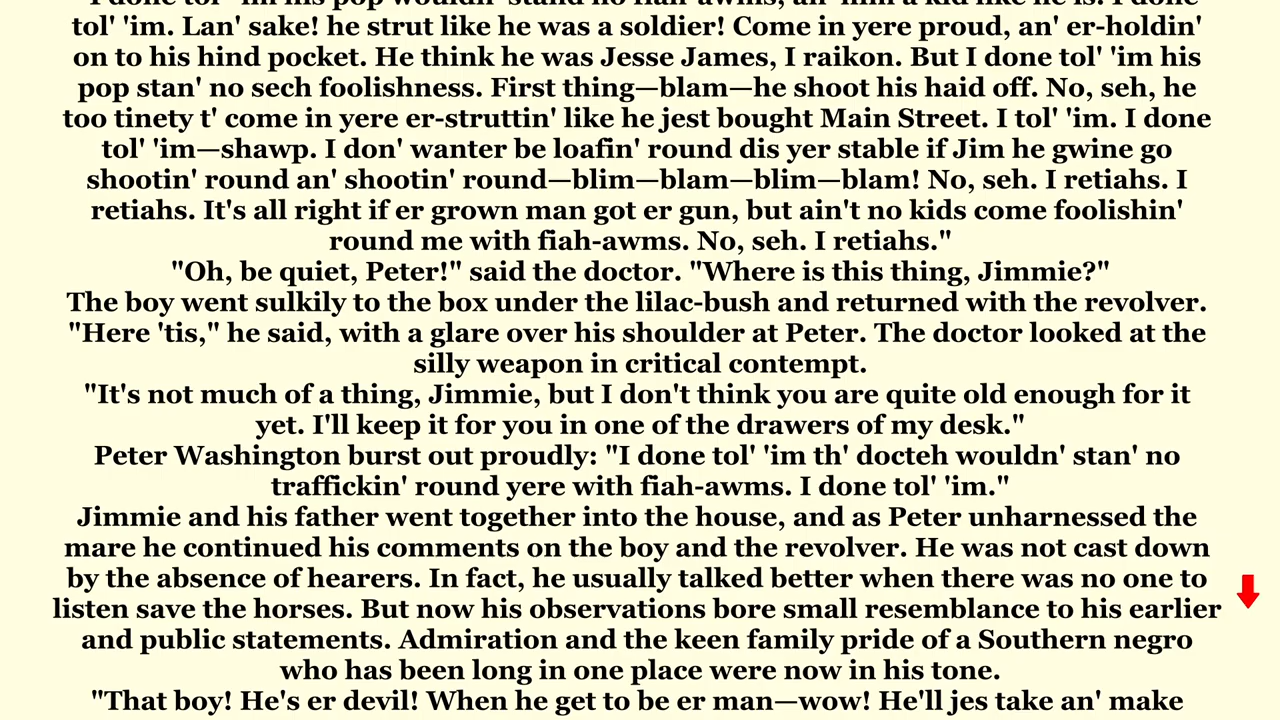 "I done tol' 'im his pop wouldn' stand no fiah-awms, an' him a kid like he is. I done
tol' 'im. Lan' sake! he strut like he was a soldier! Come in yere proud, an' er-holdin'
on to his hind pocket. He think he was Jesse James, I raikon. But I done tol' 'im his
pop stan' no sech foolishness. First thing—blam—he shoot his haid off. No, seh, he
too tinety t' come in yere er-struttin' like he jest bought Main Street. I tol' 'im. I done
tol' 'im—shawp. I don' wanter be loafin' round dis yer stable if Jim he gwine go
shootin' round an' shootin' round—blim—blam—blim—blam! No, seh. I retiahs. I
retiahs. It's all right if er grown man got er gun, but ain't no kids come foolishin'
round me with fiah-awms. No, seh. I retiahs."
"Oh, be quiet, Peter!" said the doctor. "Where is this thing, Jimmie?"
The boy went sulkily to the box under the lilac-bush and returned with the revolver.
"Here 'tis," he said, with a glare over his shoulder at Peter. The doctor looked at the
silly weapon in critical contempt.
"It's not much of a thing, Jimmie, but I don't think you are quite old enough for it
yet. I'll keep it for you in one of the drawers of my desk."
Peter Washington burst out proudly: "I done tol' 'im th' docteh wouldn' stan' no
traffickin' round yere with fiah-awms. I done tol' 'im."
Jimmie and his father went together into the house, and as Peter unharnessed the
mare he continued his comments on the boy and the revolver. He was not cast down
by the absence of hearers. In fact, he usually talked better when there was no one to
listen save the horses. But now his observations bore small resemblance to his earlier
and public statements. Admiration and the keen family pride of a Southern negro
who has been long in one place were now in his tone.
"That boy! He's er devil! When he get to be er man—wow! He'll jes take an' make